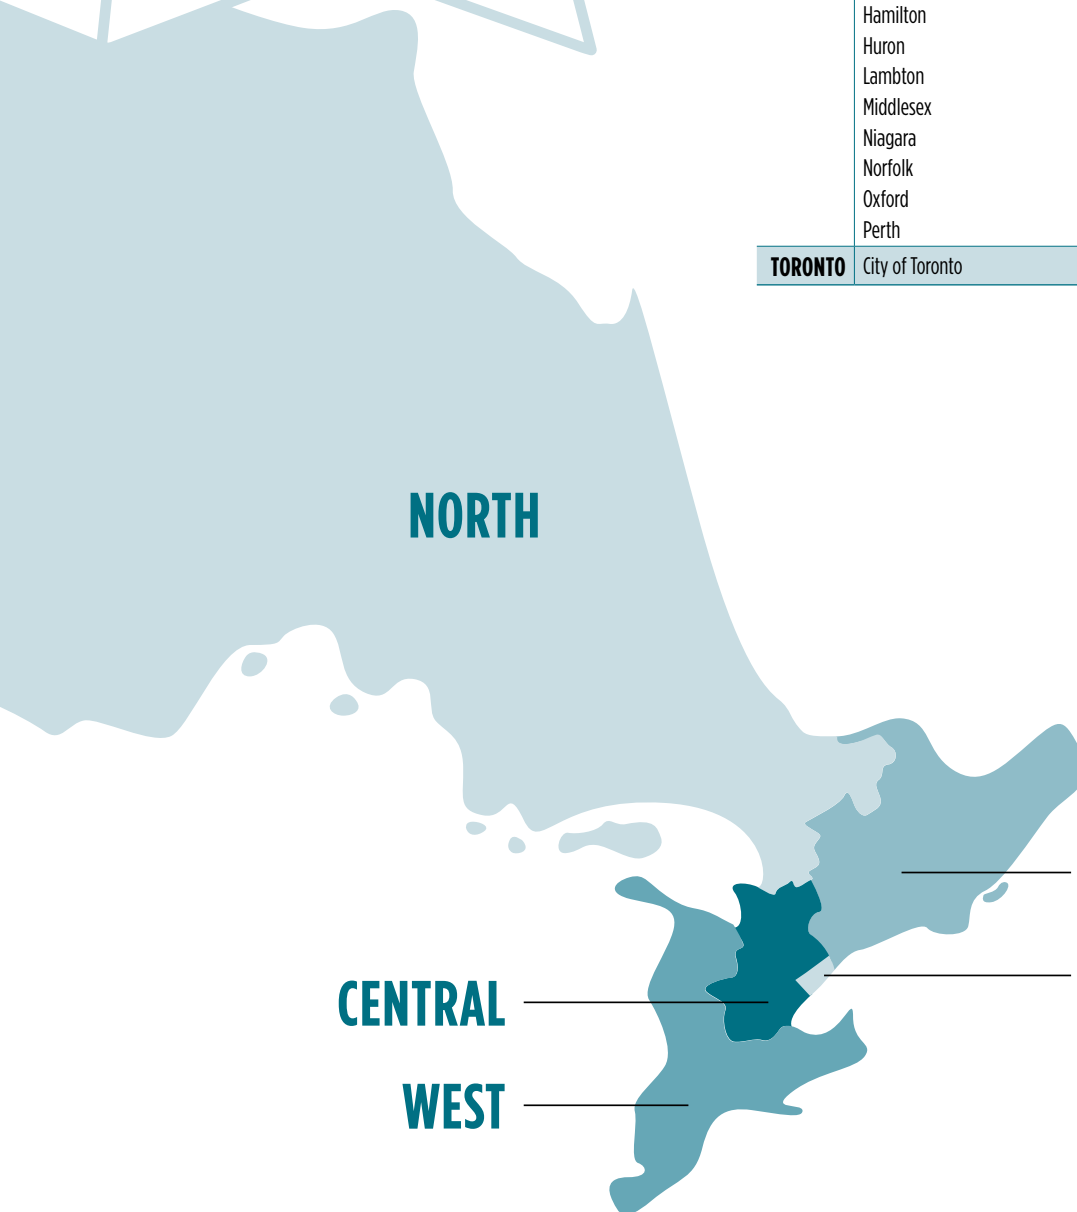 Hamilton
Huron
Lambton
Middlesex
Niagara
Norfolk
Oxford
Perth
TORONTO City of Toronto
NORTH
CENTRAL
WEST